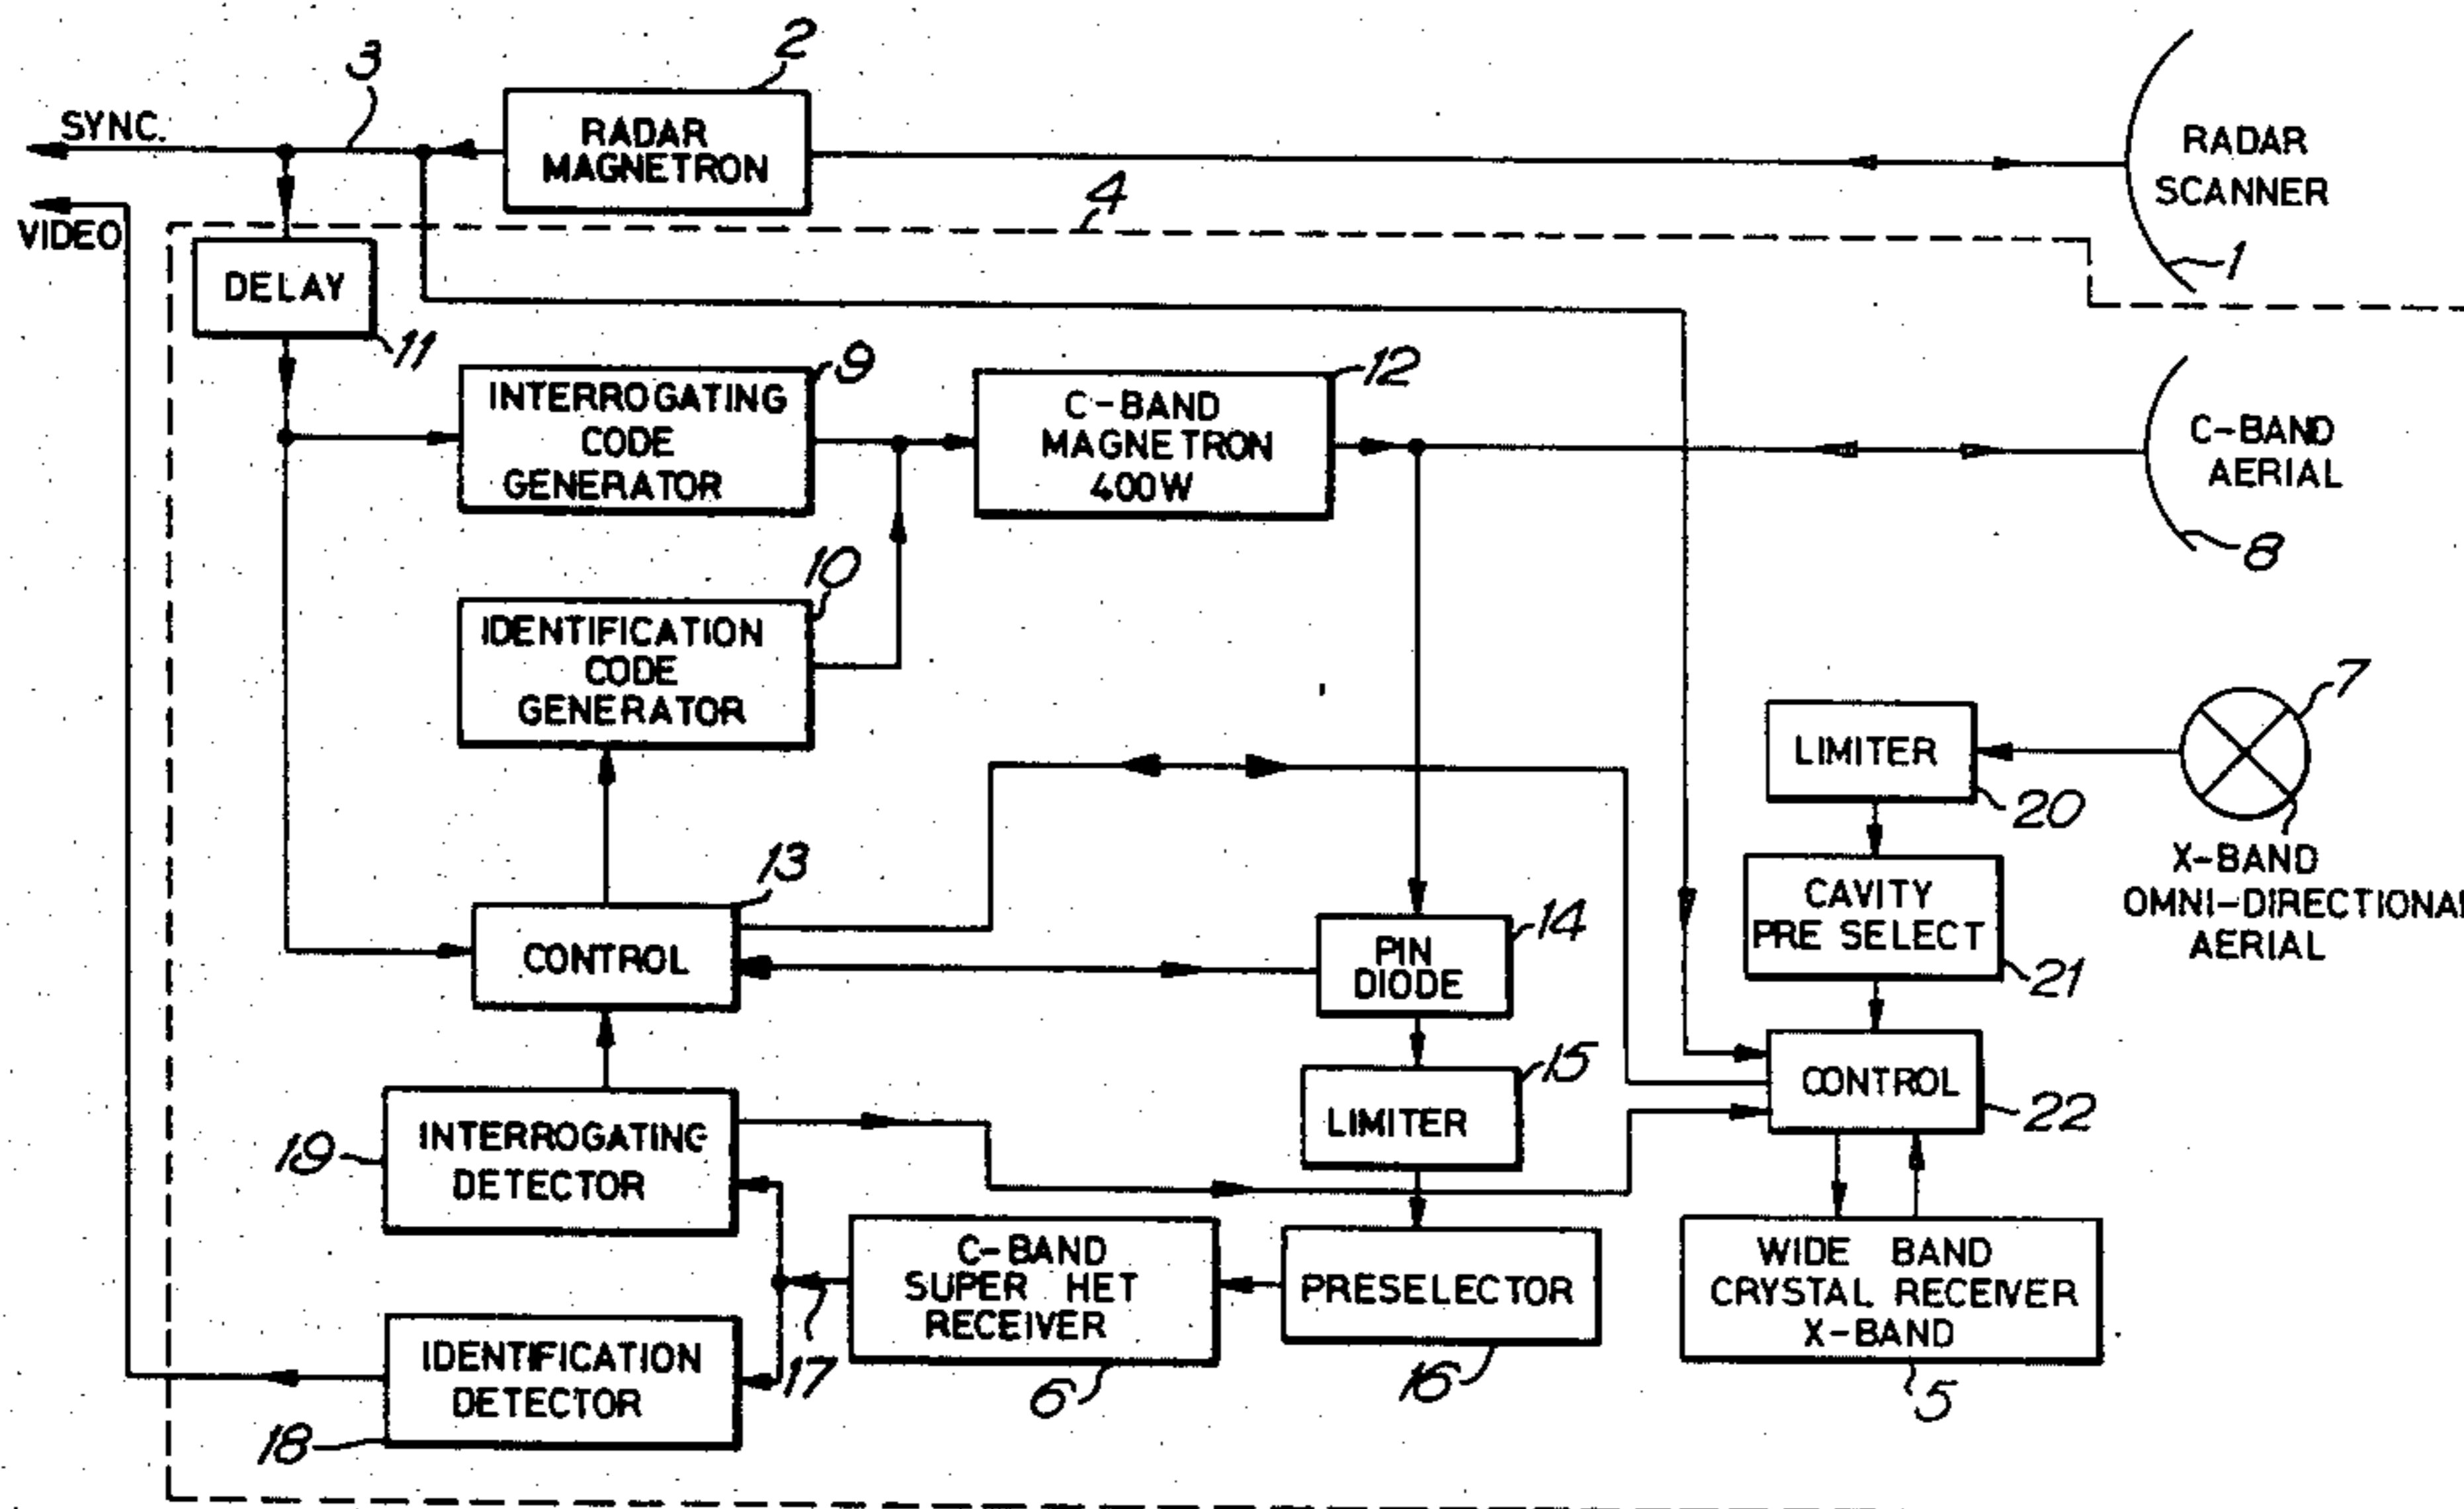 2
3
SYNC.
RADAR
MAGNETRON
RADAR
SCANNER
4
VIDEO
1
DELAY
11
9
12
INTERROGATING
CODE
GENERATOR
C-BAND
MAGNETRON
400W
C-BAND
AERIAL
8
10
IDENTIFICATION
CODE
GENERATOR
7
LIMITER
20
X-BAND
OMNI-DIRECTIONAL
AERIAL
13
CAVITY
PRE SELECT
21
14
CONTROL
PIN
DIODE
15
CONTROL
22
LIMITER
19
INTERROGATING
DETECTOR
C-BAND
SUPER HET
RECEIVER
PRESELECTOR
WIDE BAND
CRYSTAL RECEIVER
X-BAND
IDENTIFICATION
DETECTOR
17
6
16
5
18